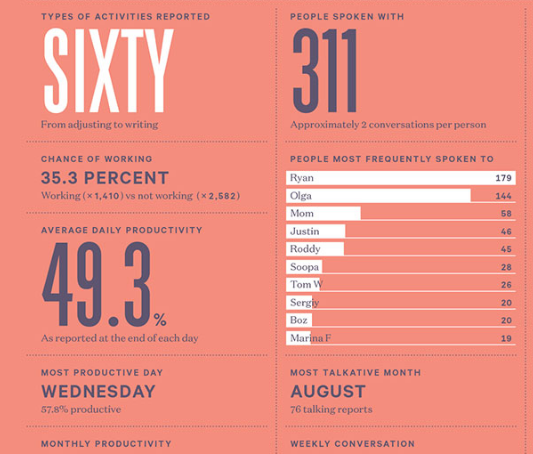 TYPES OF ACTIVITIES REPORTED
SIXTY
From adjusting to writing
CHANCE OF WORKING
35.3 PERCENT
Working (×1,410) vs not working (×2,582)
AVERAGE DAILY PRODUCTIVITY
49.3%
As reported at the end of each day
MOST PRODUCTIVE DAY
WEDNESDAY
57.8% productive
MONTHLY PRODUCTIVITY
PEOPLE SPOKEN WITH
311
Approximately 2 conversations per person
PEOPLE MOST FREQUENTLY SPOKEN TO
Ryan 179
Olga 144
Mom 58
Justin 46
Roddy 45
Soopa 28
Tom W 26
Sergiy 20
Boz 20
Marina F 19
MOST TALKATIVE MONTH
AUGUST
76 talking reports
WEEKLY CONVERSATION